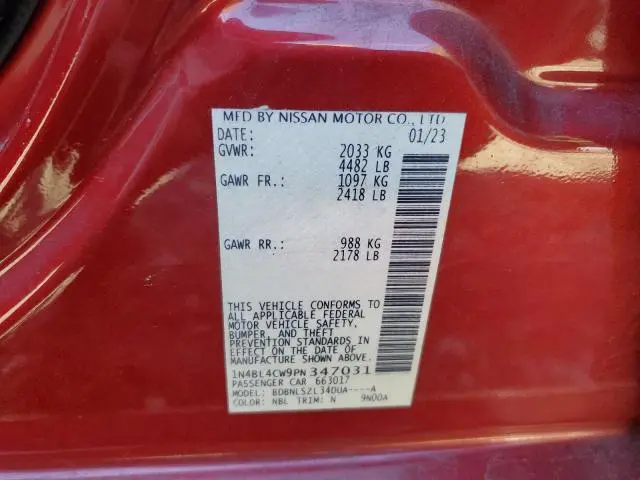 MFD BY NISSAN MOTOR CO., LTD
DATE: 01/23
GVWR: 2033 KG
4482 LB
GAWR FR.: 1097 KG
2418 LB
GAWR RR.: 988 KG
2178 LB
THIS VEHICLE CONFORMS TO
ALL APPLICABLE FEDERAL
MOTOR VEHICLE SAFETY,
BUMPER, AND THEFT
PREVENTION STANDARDS
IN EFFECT ON THE DATE OF
MANUFACTURE SHOWN ABOVE.
1N4BL4CW9PN347031
PASSENGER CAR 663017
MODEL: BDBNLSZL34DUA----A
COLOR: NBL TRIM: N 9N00A